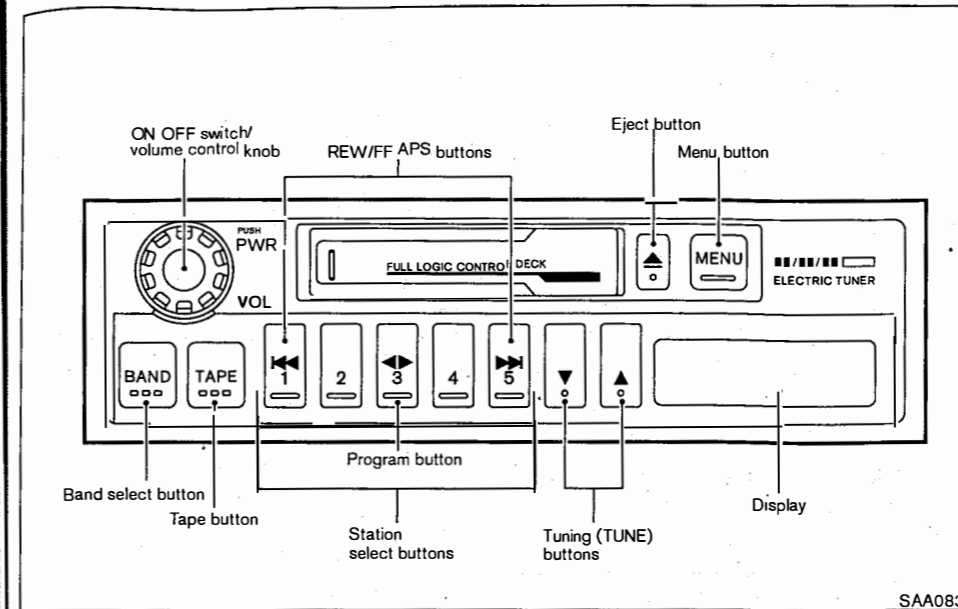 Eject button
ON OFF switch/
volume control knob
REW/FF APS buttons
Menu button
PUSH
PWR
VOL
FULL LOGIC CONTROL DECK
MENU
ELECTRIC TUNER
BAND
TAPE
1
2
3
4
5
Program button
Band select button
Tape button
Station
select buttons
Tuning (TUNE)
buttons
Display
SAA083